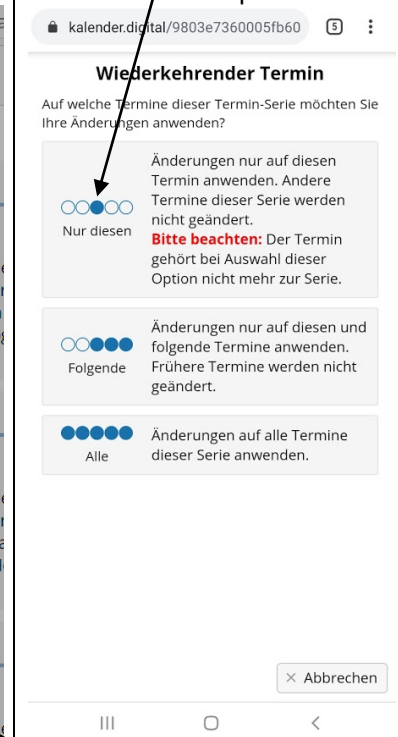 kalender.digital/9803e7360005fb60 5
Wiederkehrender Termin
Auf welche Termine dieser Termin-Serie möchten Sie
Ihre Änderungen anwenden?
Änderungen nur auf diesen
Termin anwenden. Andere
Termine dieser Serie werden
nicht geändert.
Bitte beachten: Der Termin
gehört bei Auswahl dieser
Option nicht mehr zur Serie.
Nur diesen
Änderungen nur auf diesen und
folgende Termine anwenden.
Frühere Termine werden nicht
geändert.
Folgende
Änderungen auf alle Termine
dieser Serie anwenden.
Alle
× Abbrechen